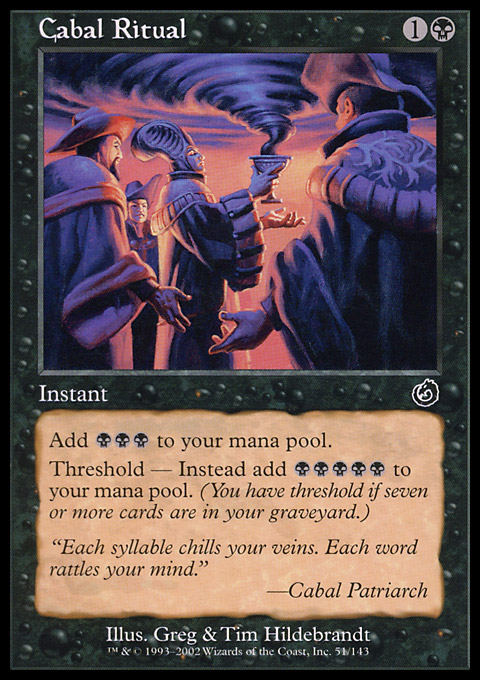 Cabal Ritual 1
Instant
Add to your mana pool.
Threshold — Instead add to
your mana pool. (You have threshold if seven
or more cards are in your graveyard.)
“Each syllable chills your veins. Each word
rattles your mind.”
—Cabal Patriarch
Illus. Greg & Tim Hildebrandt
™ & © 1993–2002 Wizards of the Coast, Inc. 51/143